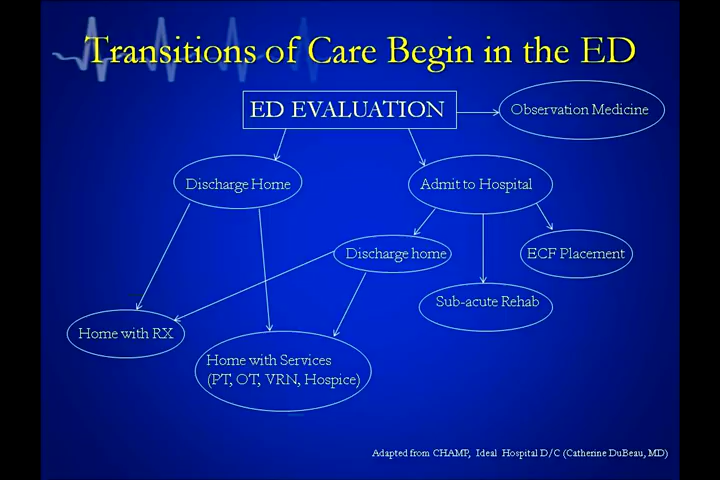 Transitions of Care Begin in the ED
ED EVALUATION
Observation Medicine
Discharge Home
Admit to Hospital
Discharge home
ECF Placement
Sub-acute Rehab
Home with RX
Home with Services
(PT, OT, VRN, Hospice)
Adapted from CHAMP, Ideal Hospital D/C (Catherine DuBeau, MD)